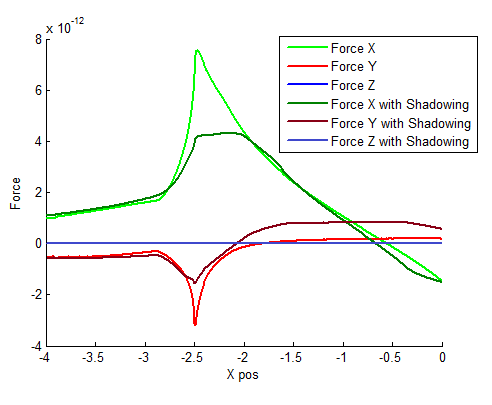 x 10^-12
8
6
4
2
0
-2
-4
Force
-4
-3.5
-3
-2.5
-2
-1.5
-1
-0.5
0
X pos
Force X
Force Y
Force Z
Force X with Shadowing
Force Y with Shadowing
Force Z with Shadowing